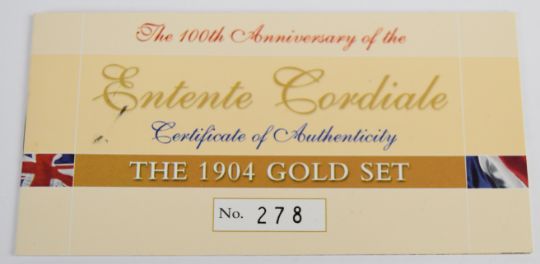 The 100th Anniversary of the
Entente Cordiale
Certificate of Authenticity
THE 1904 GOLD SET
No. 278